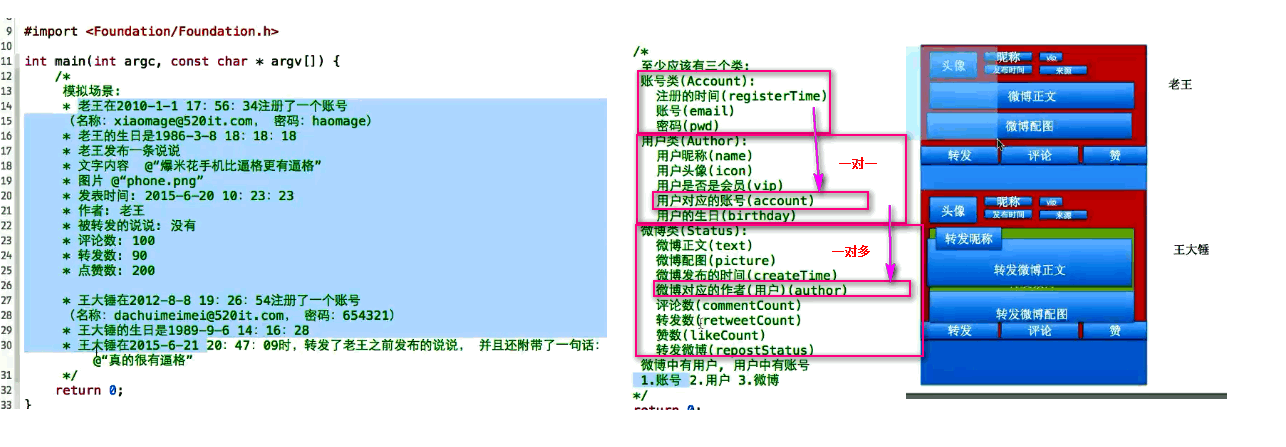 9 #import <Foundation/Foundation.h>
10
11 int main(int argc, const char * argv[]) {
12 /*
13 模拟场景:
14 * 老王在2010-1-1 17: 56: 34注册了一个账号
15 （名称: xiaomage@520it.com, 密码: haomage）
16 * 老王的生日是1986-3-8 18: 18: 18
17 * 老王发布一条说说
18 * 文字内容 @“爆米花手机比逼格更有逼格”
19 * 图片 @“phone.png”
20 * 发表时间: 2015-6-20 10: 23: 23
21 * 作者: 老王
22 * 被转发的说说: 没有
23 * 评论数: 100
24 * 转发数: 90
25 * 点赞数: 200
26
27 * 王大锤在2012-8-8 19: 26: 54注册了一个账号
28 （名称: dachuimeimei@520it.com, 密码: 654321）
29 * 王大锤的生日是1989-9-6 14: 16: 28
30 * 王大锤在2015-6-21 20: 47: 09时, 转发了老王之前发布的说说, 并且还附带了一句话:
@“真的很有逼格”
31 */
32 return 0;
33 }
/*
至少应该有三个类:
账号类(Account):
注册的时间(registerTime)
账号(email)
密码(pwd)
用户类(Author):
用户昵称(name)
用户头像(icon)
用户是否是会员(vip)
用户对应的账号(account)
用户的生日(birthday)
微博类(Status):
微博正文(text)
微博配图(picture)
微博发布的时间(createTime)
微博对应的作者(用户)(author)
评论数(commentCount)
转发数(retweetCount)
赞数(likeCount)
转发微博(repostStatus)
微博中有用户, 用户中有账号
1.账号 2.用户 3.微博
*/
return 0;
一对一
一对多
头像 昵称 vip
发布时间 来源
微博正文
微博配图
转发 评论 赞
老王
头像 昵称 vip
发布时间 来源
转发昵称
转发微博正文
转发微博配图
转发 评论 赞
王大锤